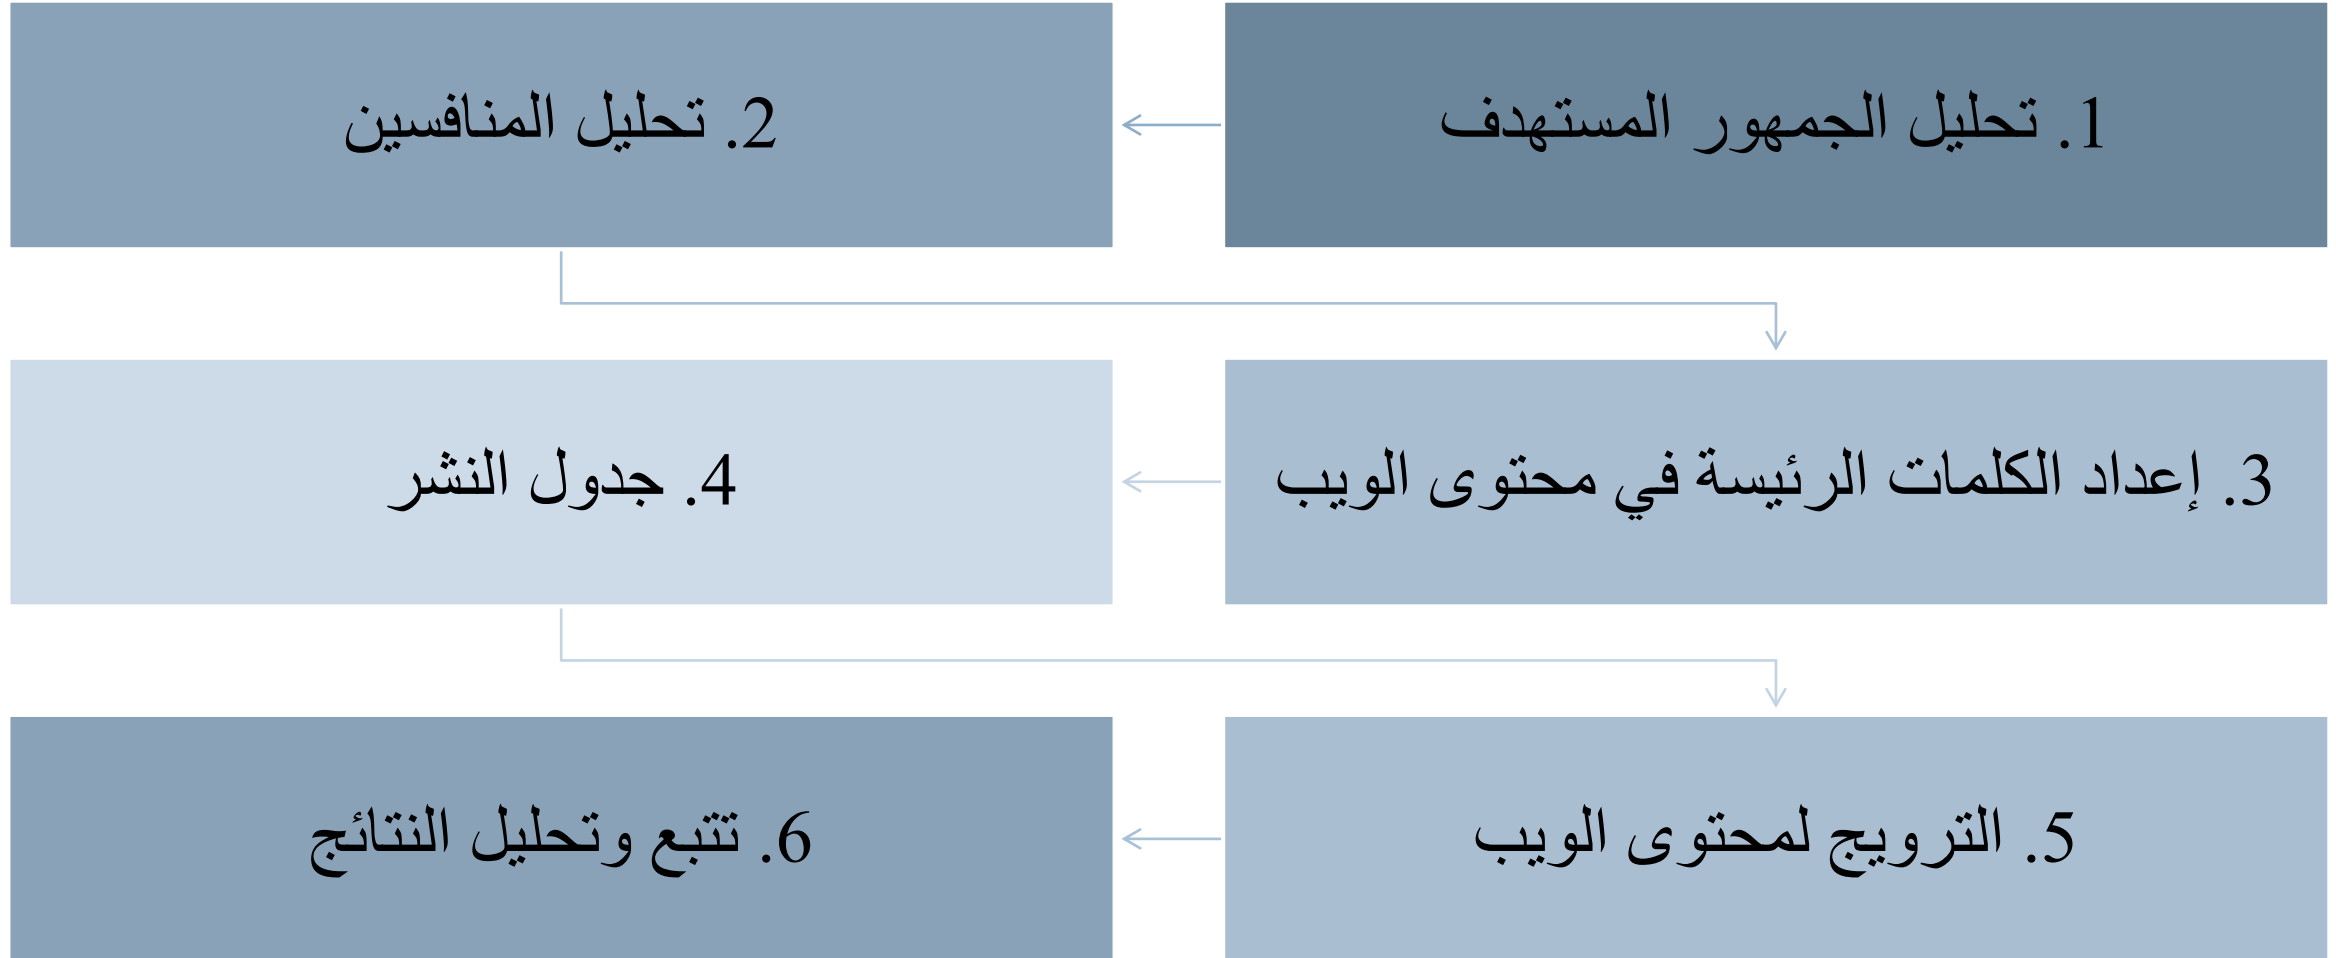 1. تحليل الجمهور المستهدف
2. تحليل المنافسين
3. إعداد الكلمات الرئيسة في محتوى الويب
4. جدول النشر
5. الترويج لمحتوى الويب
6. تتبع وتحليل النتائج